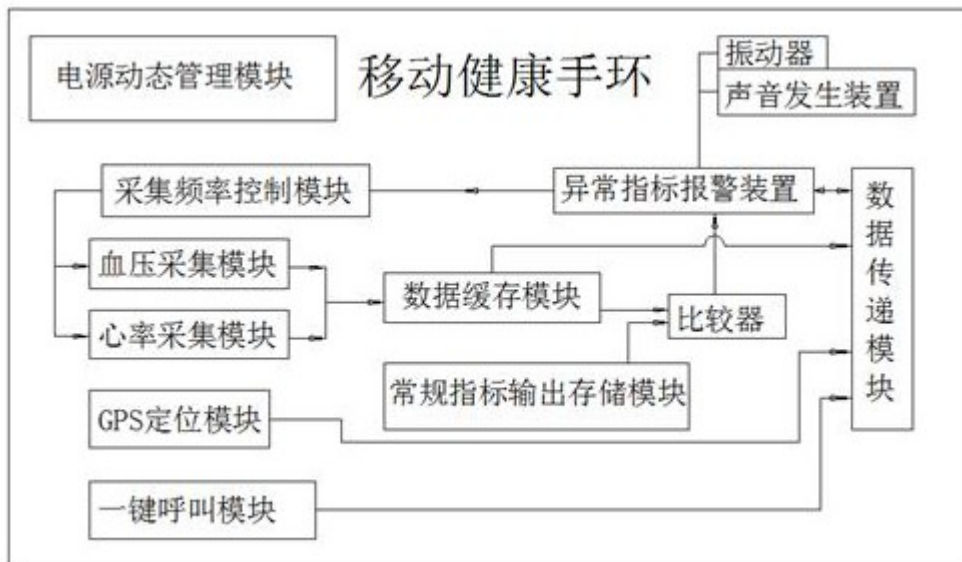 电源动态管理模块
移动健康手环
振动器
声音发生装置
采集频率控制模块
异常指标报警装置
数据传递模块
血压采集模块
数据缓存模块
比较器
心率采集模块
常规指标输出存储模块
GPS定位模块
一键呼叫模块